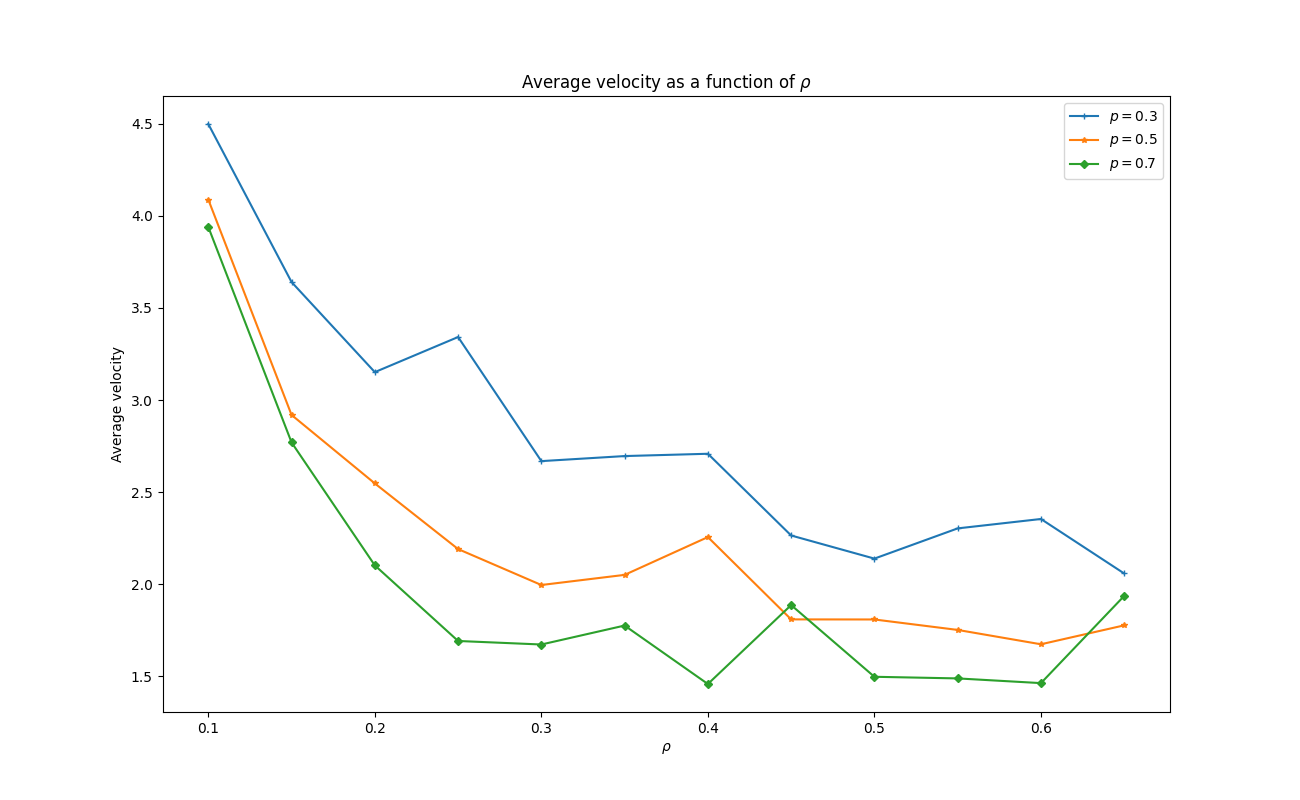 Average velocity as a function of ρ
p = 0.3
p = 0.5
p = 0.7
4.5
4.0
3.5
3.0
2.5
2.0
1.5
Average velocity
0.1 0.2 0.3 0.4 0.5 0.6
ρ